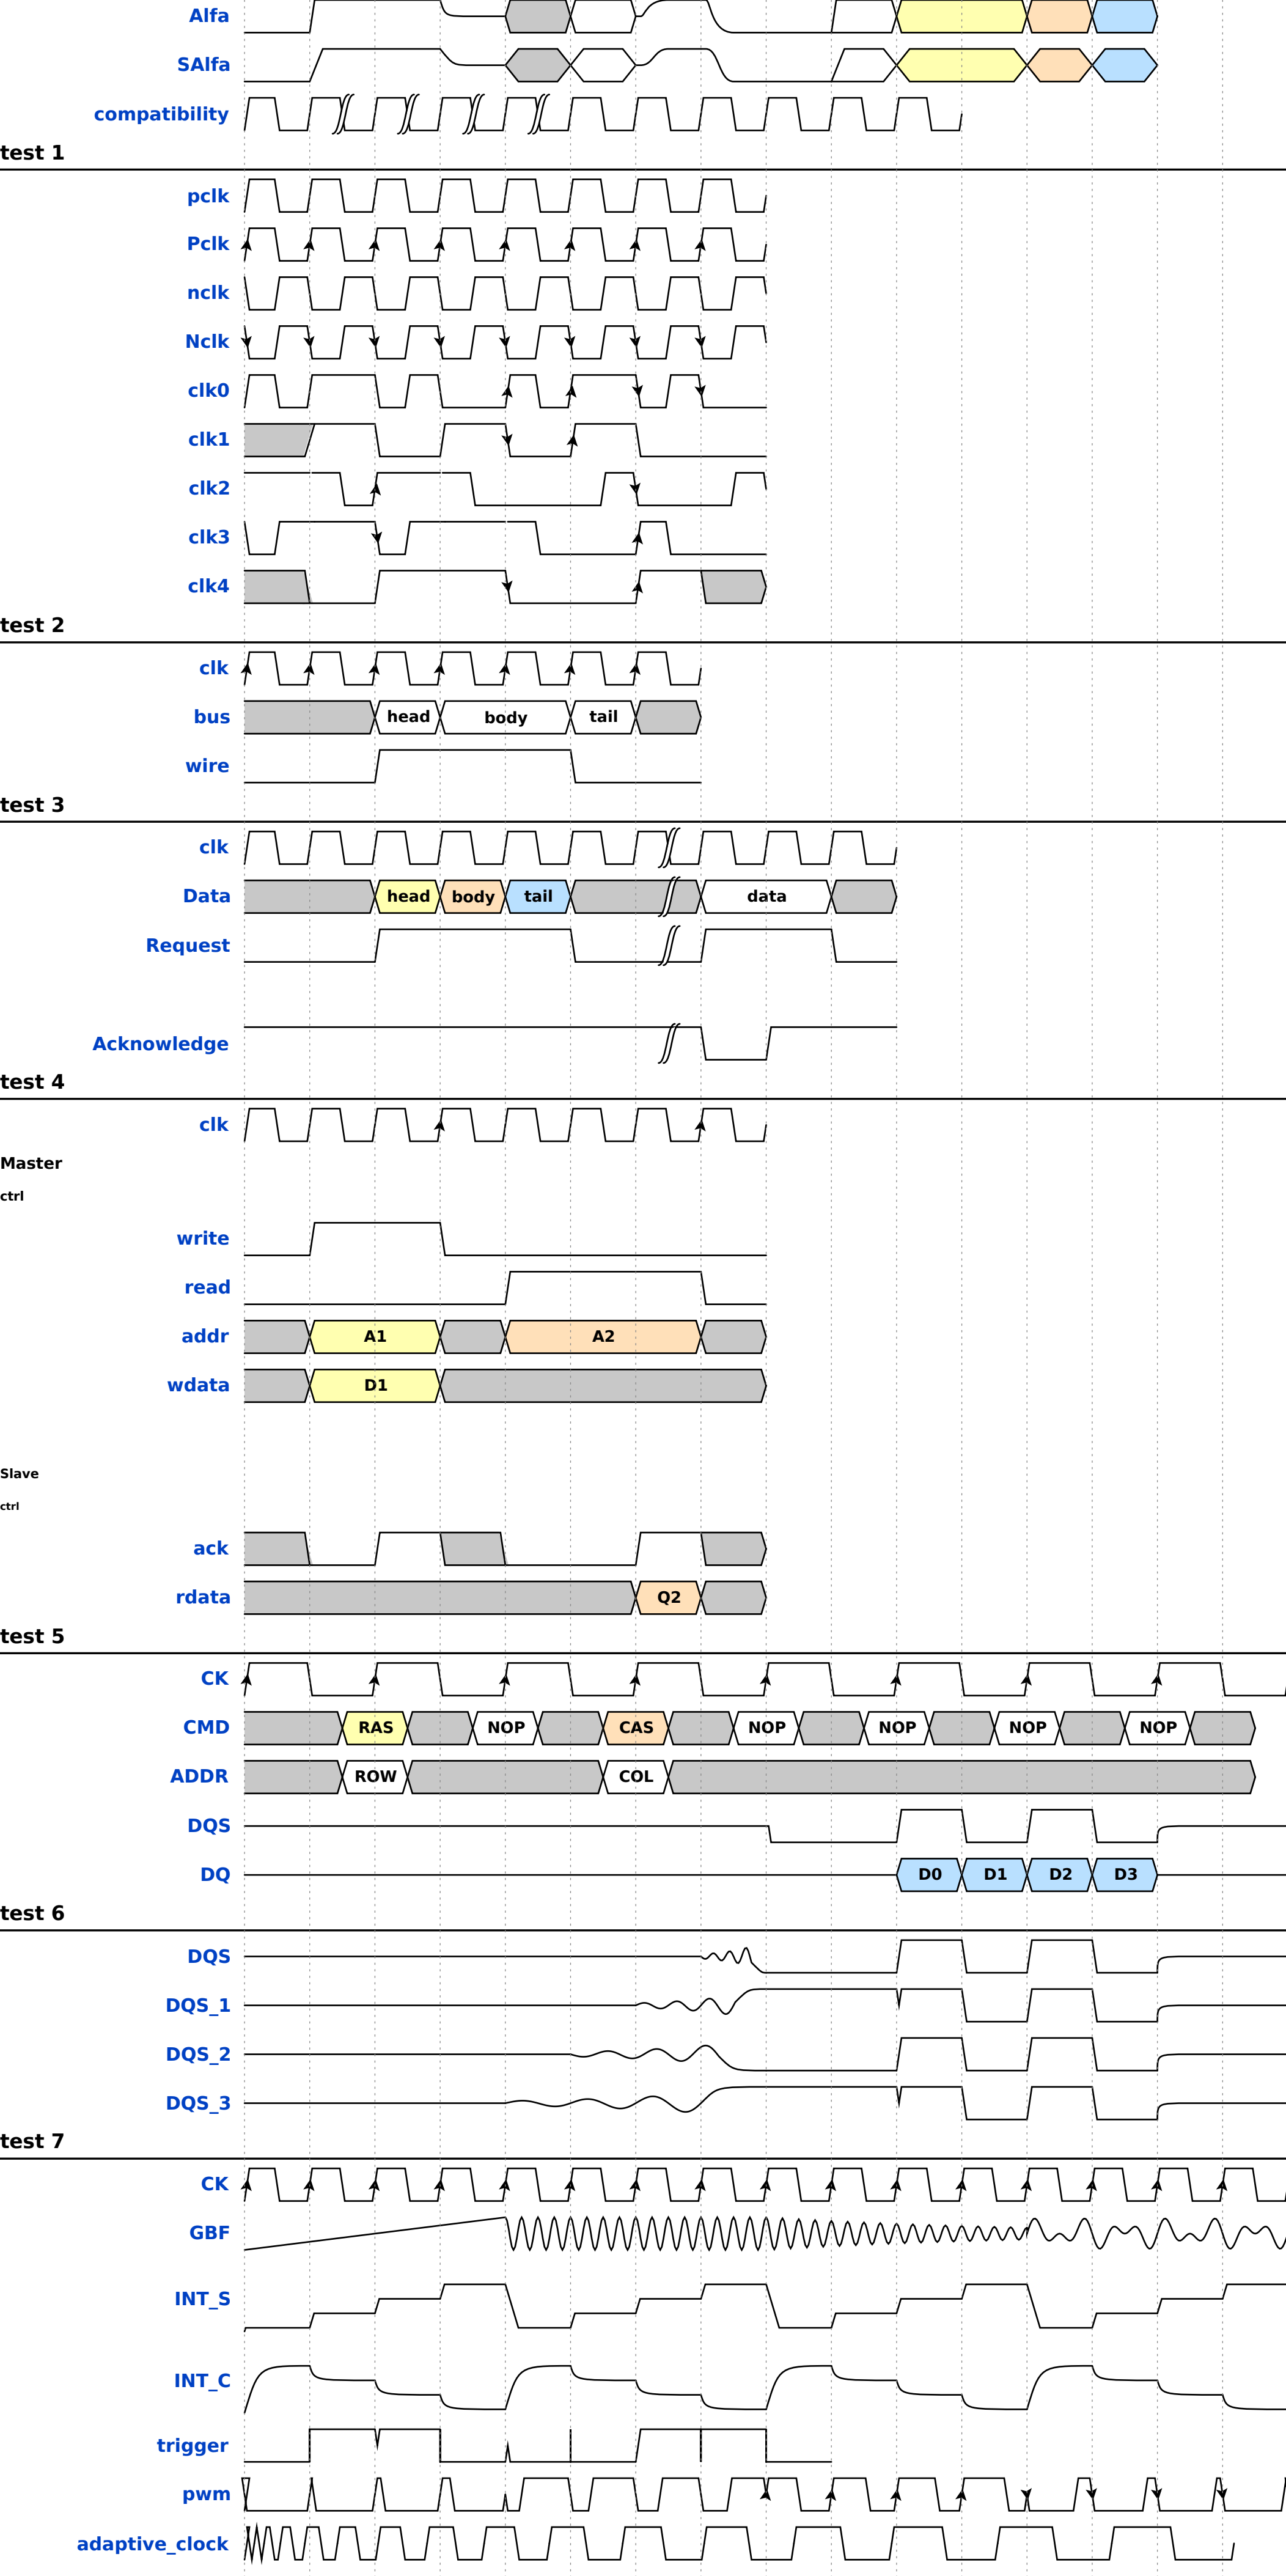 Alfa
SAlfa
compatibility
test 1
pclk
Pclk
nclk
Nclk
clk0
clk1
clk2
clk3
clk4
test 2
clk
bus head body tail
wire
test 3
clk
Data head body tail data
Request
Acknowledge
test 4
clk
Master
ctrl
write
read
addr A1 A2
wdata D1
Slave
ctrl
ack
rdata Q2
test 5
CK
CMD RAS NOP CAS NOP NOP NOP NOP
ADDR ROW COL
DQS
DQ D0 D1 D2 D3
test 6
DQS
DQS_1
DQS_2
DQS_3
test 7
CK
GBF
INT_S
INT_C
trigger
pwm
adaptive_clock